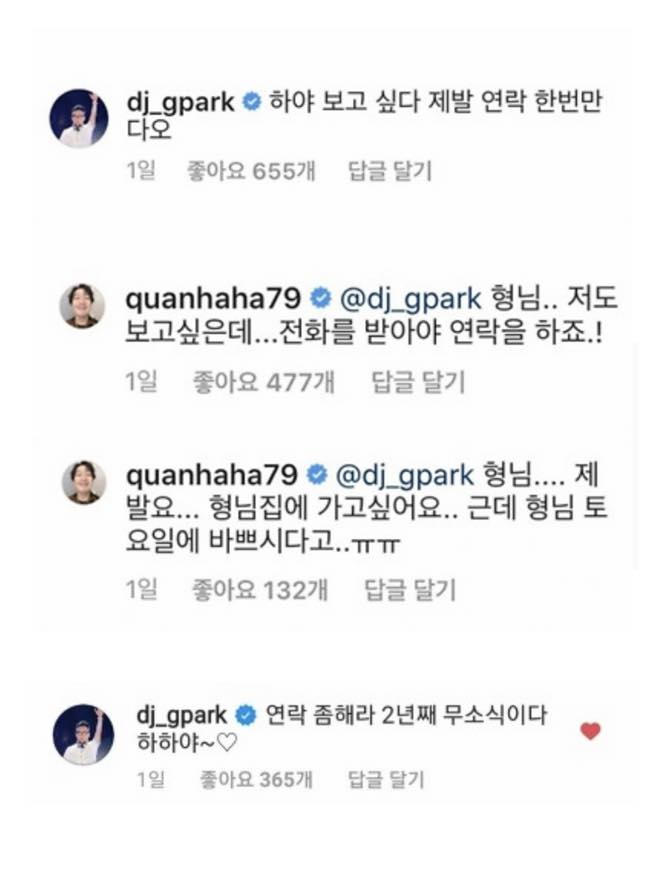 dj_gpark 하야 보고 싶다 제발 연락 한번만
다오
1일 좋아요 655개 답글 달기
quanhaha79 @dj_gpark 형님.. 저도
보고싶은데...전화를 받아야 연락을 하죠.!
1일 좋아요 477개 답글 달기
quanhaha79 @dj_gpark 형님.... 제
발요... 형님집에 가고싶어요.. 근데 형님 토
요일에 바쁘시다고..ㅠㅠ
1일 좋아요 132개 답글 달기
dj_gpark 연락 좀해라 2년째 무소식이다
하하야~♡
1일 좋아요 365개 답글 달기